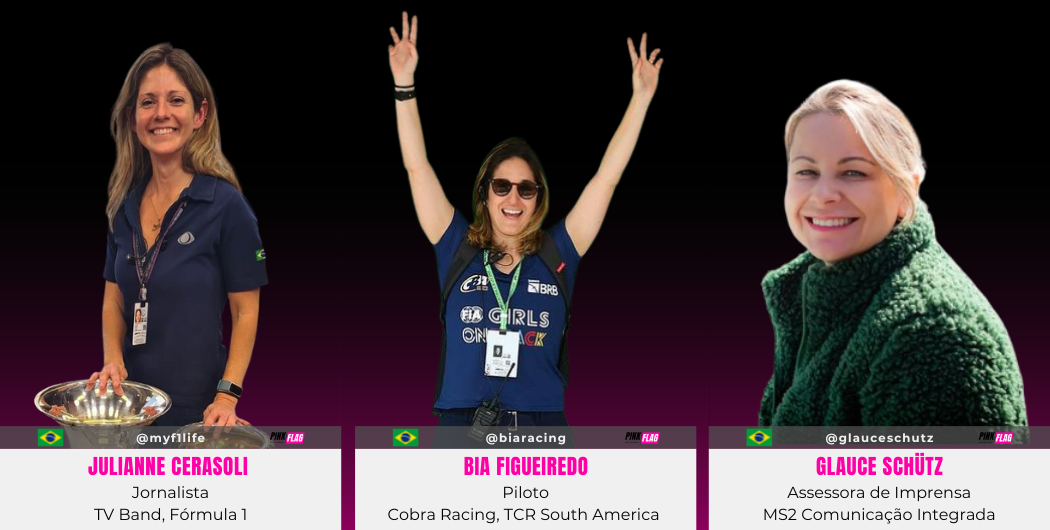 CBA
BRB
FIA GIRLS
ON TRACK
@myf1life
PINK FLAG
JULIANNE CERASOLI
Jornalista
TV Band, Fórmula 1
@biaracing
PINK FLAG
BIA FIGUEIREDO
Piloto
Cobra Racing, TCR South America
@glauceschutz
PINK FLAG
GLAUCE SCHÜTZ
Assessora de Imprensa
MS2 Comunicação Integrada